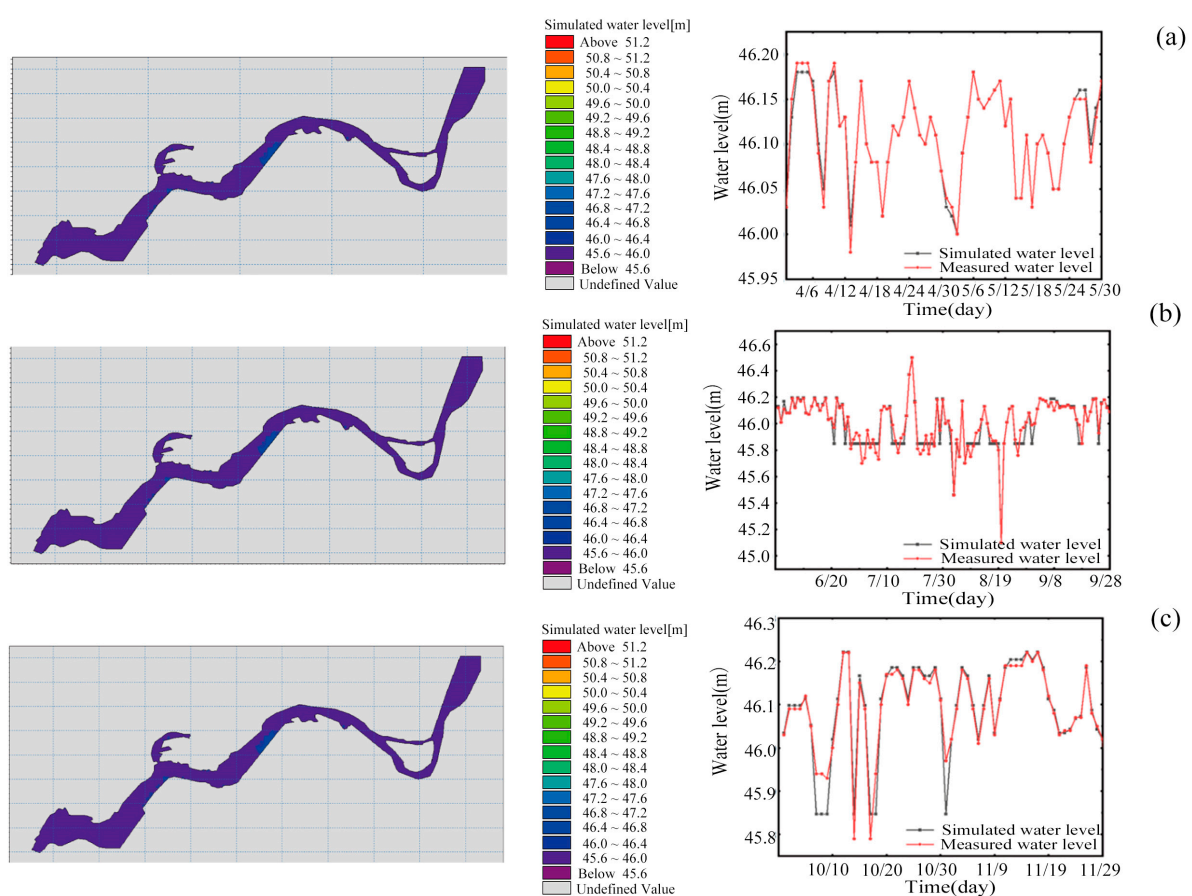 Simulated water level[m]
Above 51.2
50.8 ~ 51.2
50.4 ~ 50.8
50.0 ~ 50.4
49.6 ~ 50.0
49.2 ~ 49.6
48.8 ~ 49.2
48.4 ~ 48.8
48.0 ~ 48.4
47.6 ~ 48.0
47.2 ~ 47.6
46.8 ~ 47.2
46.4 ~ 46.8
46.0 ~ 46.4
45.6 ~ 46.0
Below 45.6
Undefined Value
(a)
Water level(m)
46.20
46.15
46.10
46.05
46.00
45.95
Simulated water level
Measured water level
4/6 4/12 4/18 4/24 4/30 5/6 5/12 5/18 5/24 5/30
Time(day)
Simulated water level[m]
Above 51.2
50.8 ~ 51.2
50.4 ~ 50.8
50.0 ~ 50.4
49.6 ~ 50.0
49.2 ~ 49.6
48.8 ~ 49.2
48.4 ~ 48.8
48.0 ~ 48.4
47.6 ~ 48.0
47.2 ~ 47.6
46.8 ~ 47.2
46.4 ~ 46.8
46.0 ~ 46.4
45.6 ~ 46.0
Below 45.6
Undefined Value
(b)
Water level(m)
46.6
46.4
46.2
46.0
45.8
45.6
45.4
45.2
45.0
Simulated water level
Measured water level
6/20 7/10 7/30 8/19 9/8 9/28
Time(day)
Simulated water level[m]
Above 51.2
50.8 ~ 51.2
50.4 ~ 50.8
50.0 ~ 50.4
49.6 ~ 50.0
49.2 ~ 49.6
48.8 ~ 49.2
48.4 ~ 48.8
48.0 ~ 48.4
47.6 ~ 48.0
47.2 ~ 47.6
46.8 ~ 47.2
46.4 ~ 46.8
46.0 ~ 46.4
45.6 ~ 46.0
Below 45.6
Undefined Value
(c)
Water level(m)
46.3
46.2
46.1
46.0
45.9
45.8
Simulated water level
Measured water level
10/10 10/20 10/30 11/9 11/19 11/29
Time(day)